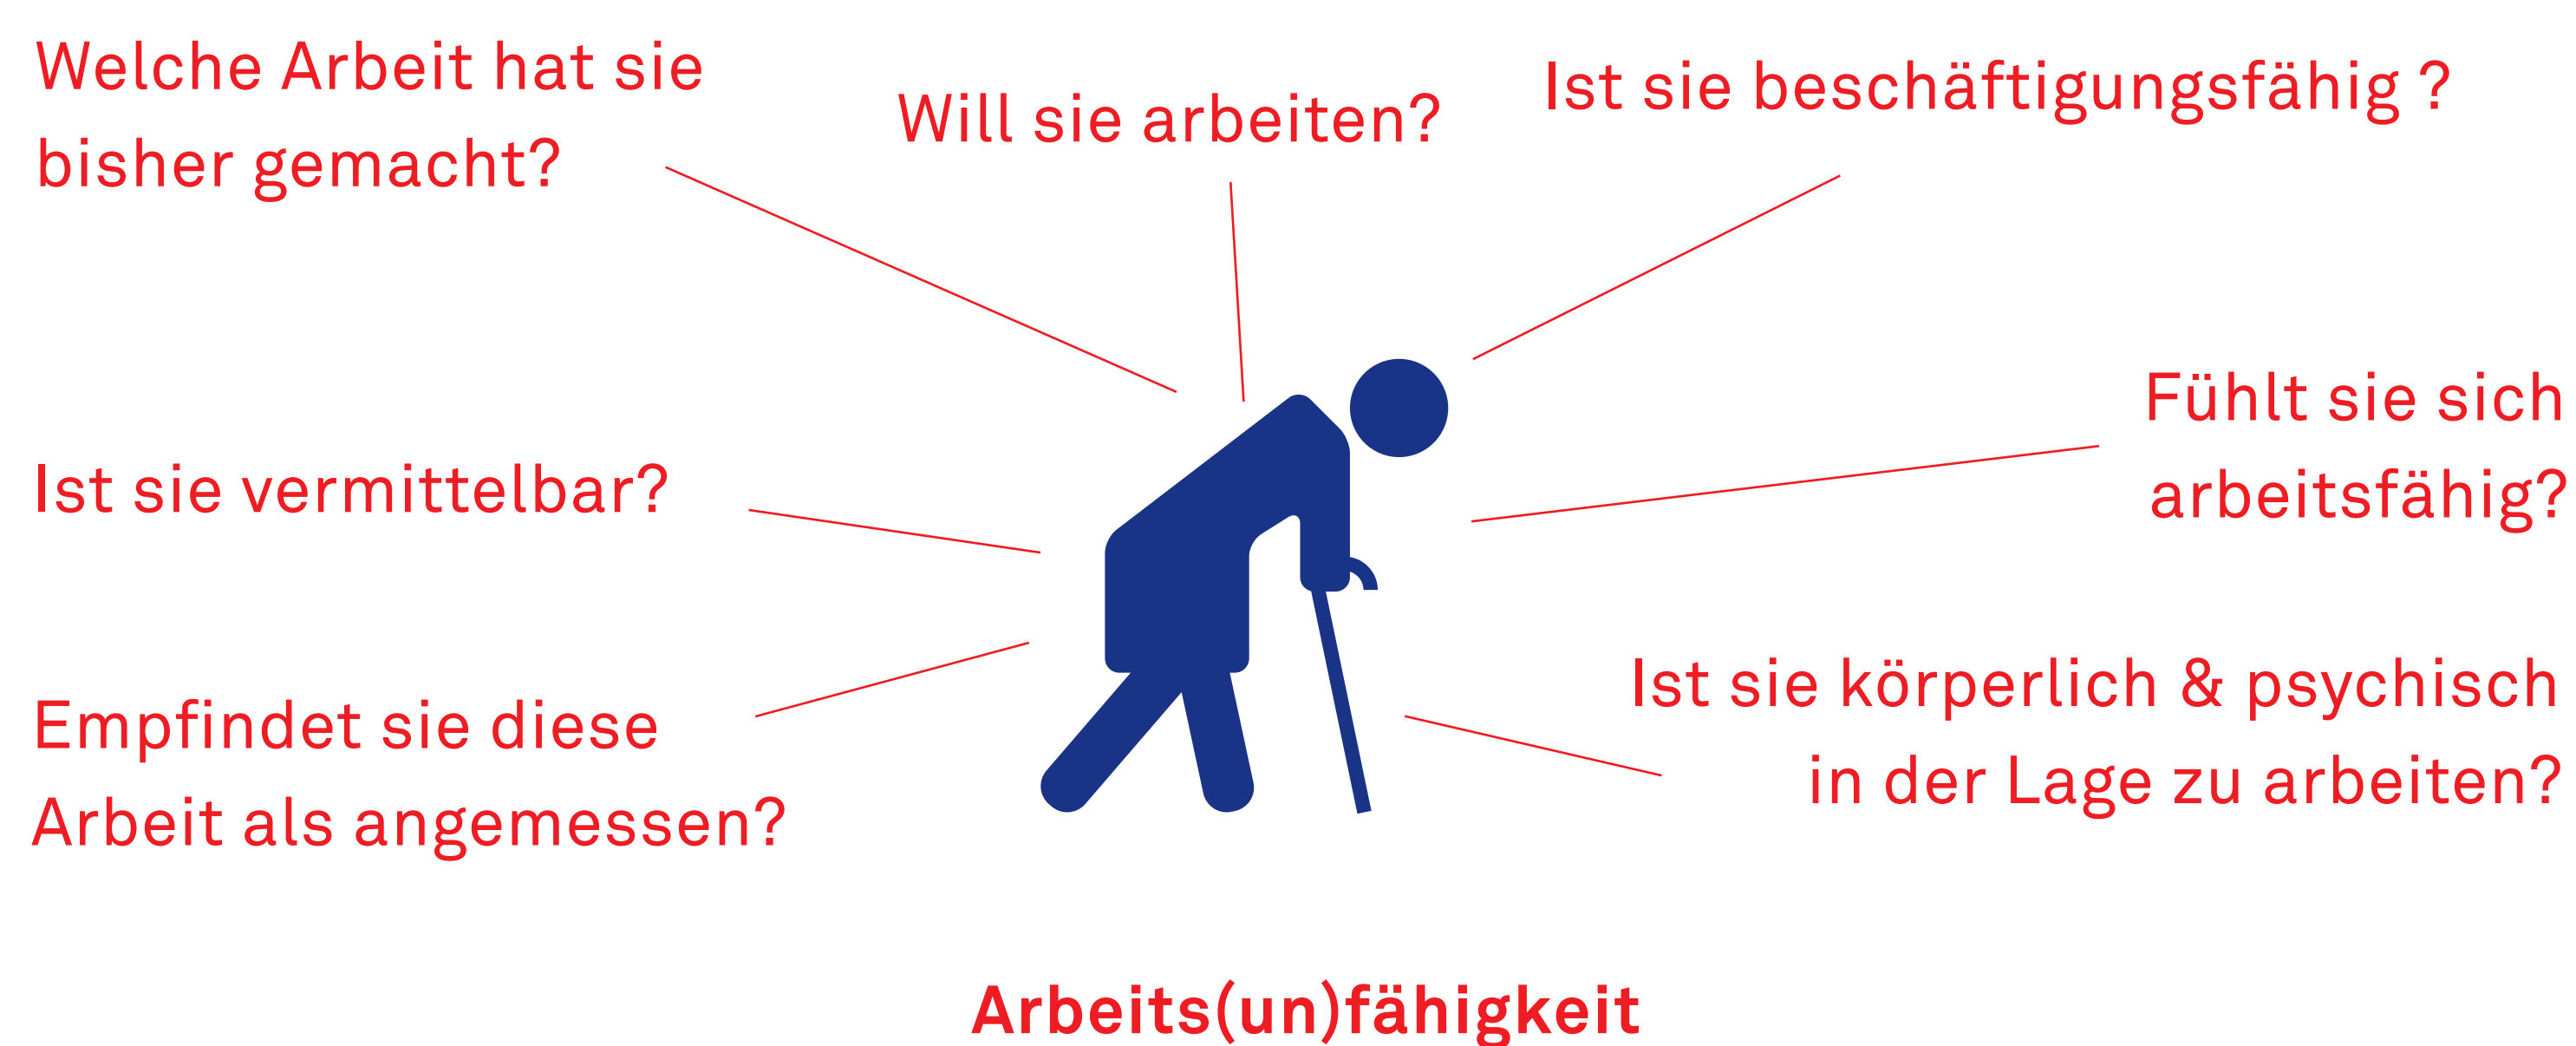 Welche Arbeit hat sie
bisher gemacht?
Will sie arbeiten?
Ist sie beschäftigungsfähig ?
Fühlt sie sich
arbeitsfähig?
Ist sie vermittelbar?
Ist sie körperlich & psychisch
in der Lage zu arbeiten?
Empfindet sie diese
Arbeit als angemessen?
Arbeits(un)fähigkeit